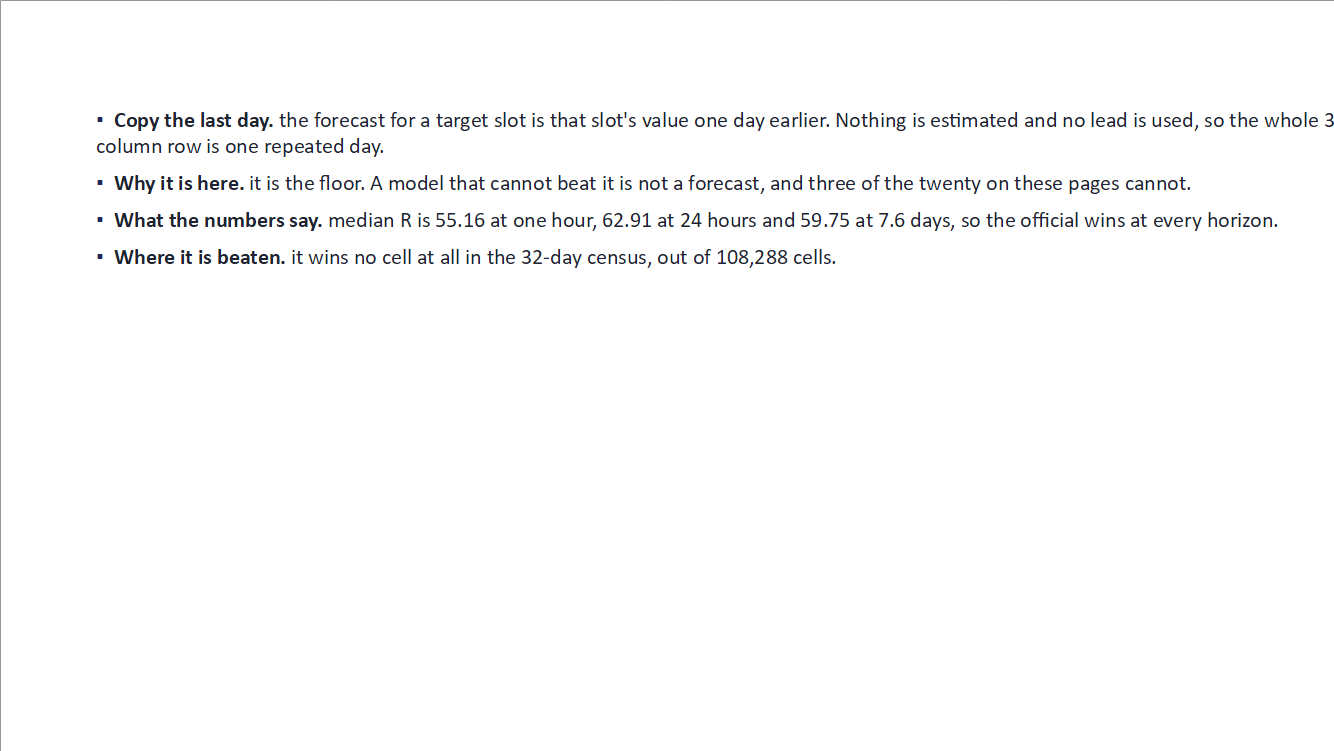 ▪ Copy the last day. the forecast for a target slot is that slot's value one day earlier. Nothing is estimated and no lead is used, so the whole 3
column row is one repeated day.
▪ Why it is here. it is the floor. A model that cannot beat it is not a forecast, and three of the twenty on these pages cannot.
▪ What the numbers say. median R is 55.16 at one hour, 62.91 at 24 hours and 59.75 at 7.6 days, so the official wins at every horizon.
▪ Where it is beaten. it wins no cell at all in the 32-day census, out of 108,288 cells.